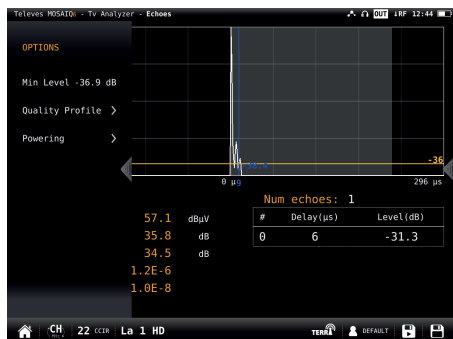 Televes MOSAIQ6 - Tv Analyzer - Echoes
OUT
↓RF 12:44
OPTIONS
Min Level -36.9 dB
Quality Profile >
Powering >
-38.4
-36
0 µs
9
296 µs
Num echoes: 1
57.1 dBµV
35.8 dB
34.5 dB
1.2E-6
1.0E-8
# Delay(µs) Level(dB)
0 6 -31.3
CH
22 CCIR
La 1 HD
TERR
DEFAULT